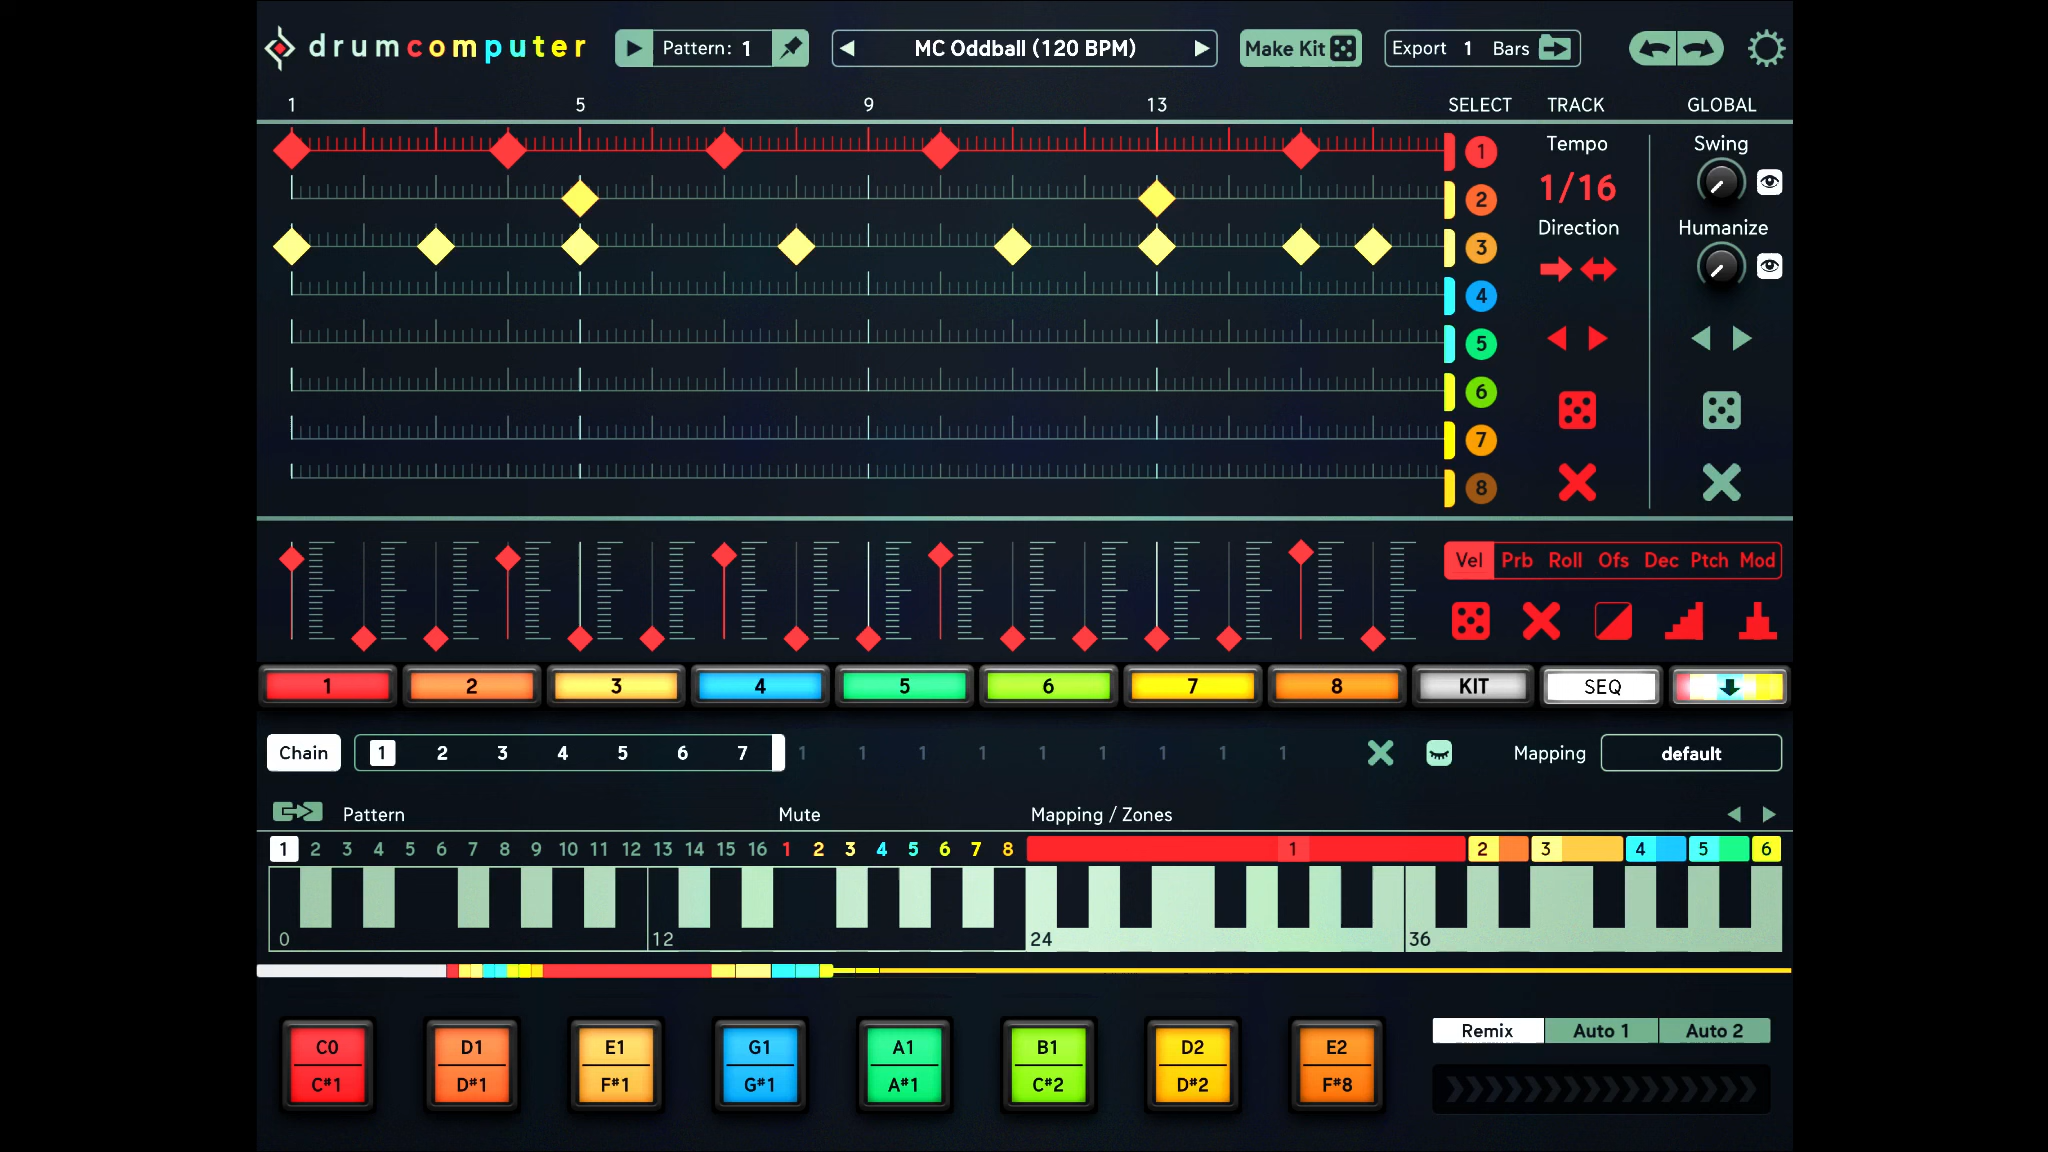 drumcomputer Pattern: 1 MC Oddball (120 BPM) Make Kit Export 1 Bars
1 5 9 13 SELECT TRACK GLOBAL
1 Tempo Swing
2 1/16
Direction Humanize
3
4
5
6
7
8
Vel Prb Roll Ofs Dec Ptch Mod
1 2 3 4 5 6 7 8 KIT SEQ
Chain 1 2 3 4 5 6 7 1 1 1 1 1 1 1 1 1 Mapping default
Pattern Mute Mapping / Zones
1 2 3 4 5 6 7 8 9 10 11 12 13 14 15 16 1 2 3 4 5 6 7 8 1 2 3 4 5 6
0 12 24 36
Remix Auto 1 Auto 2
C0 D1 E1 G1 A1 B1 D2 E2
C#1 D#1 F#1 G#1 A#1 C#2 D#2 F#8